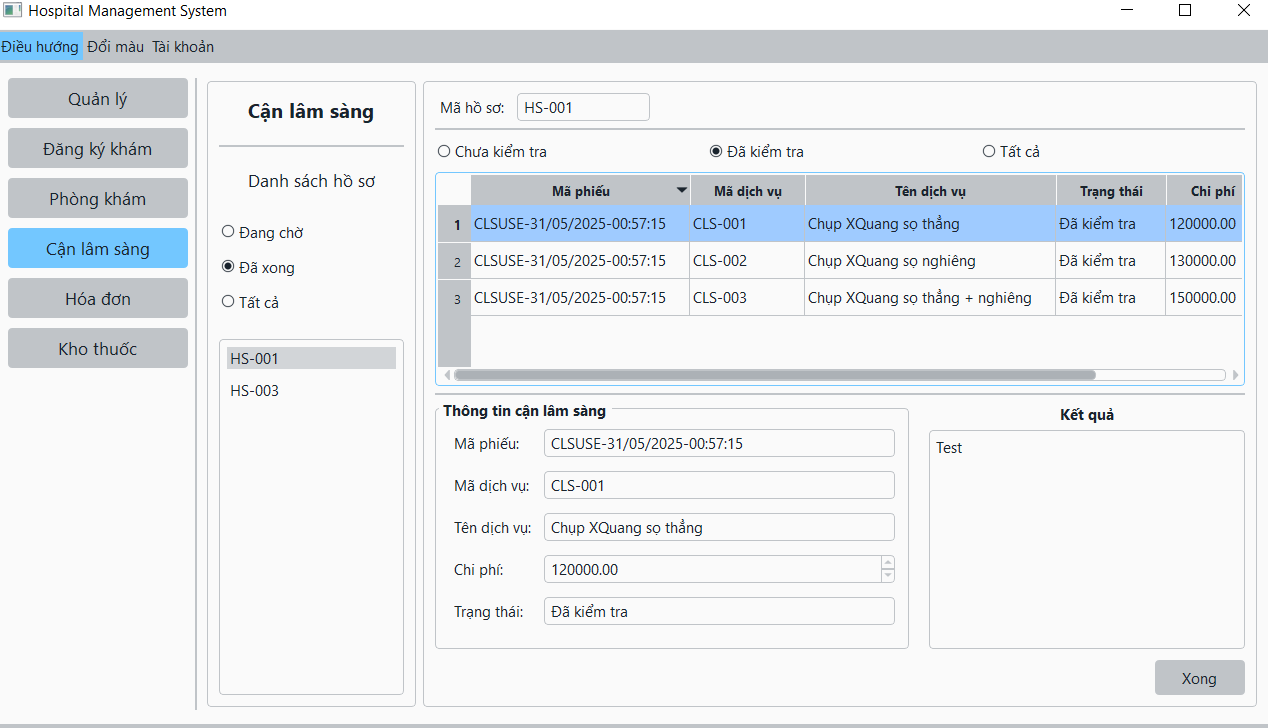 Hospital Management System
Điều hướng Đổi màu Tài khoản
Quản lý
Đăng ký khám
Phòng khám
Cận lâm sàng
Hóa đơn
Kho thuốc
Cận lâm sàng
Danh sách hồ sơ
Đang chờ
Đã xong
Tất cả
HS-001
HS-003
Mã hồ sơ: HS-001
Chưa kiểm tra Đã kiểm tra Tất cả
Mã phiếu Mã dịch vụ Tên dịch vụ Trạng thái Chi phí
1 CLSUSE-31/05/2025-00:57:15 CLS-001 Chụp XQuang sọ thẳng Đã kiểm tra 120000.00
2 CLSUSE-31/05/2025-00:57:15 CLS-002 Chụp XQuang sọ nghiêng Đã kiểm tra 130000.00
3 CLSUSE-31/05/2025-00:57:15 CLS-003 Chụp XQuang sọ thẳng + nghiêng Đã kiểm tra 150000.00
Thông tin cận lâm sàng
Mã phiếu: CLSUSE-31/05/2025-00:57:15
Mã dịch vụ: CLS-001
Tên dịch vụ: Chụp XQuang sọ thẳng
Chi phí: 120000.00
Trạng thái: Đã kiểm tra
Kết quả
Test
Xong